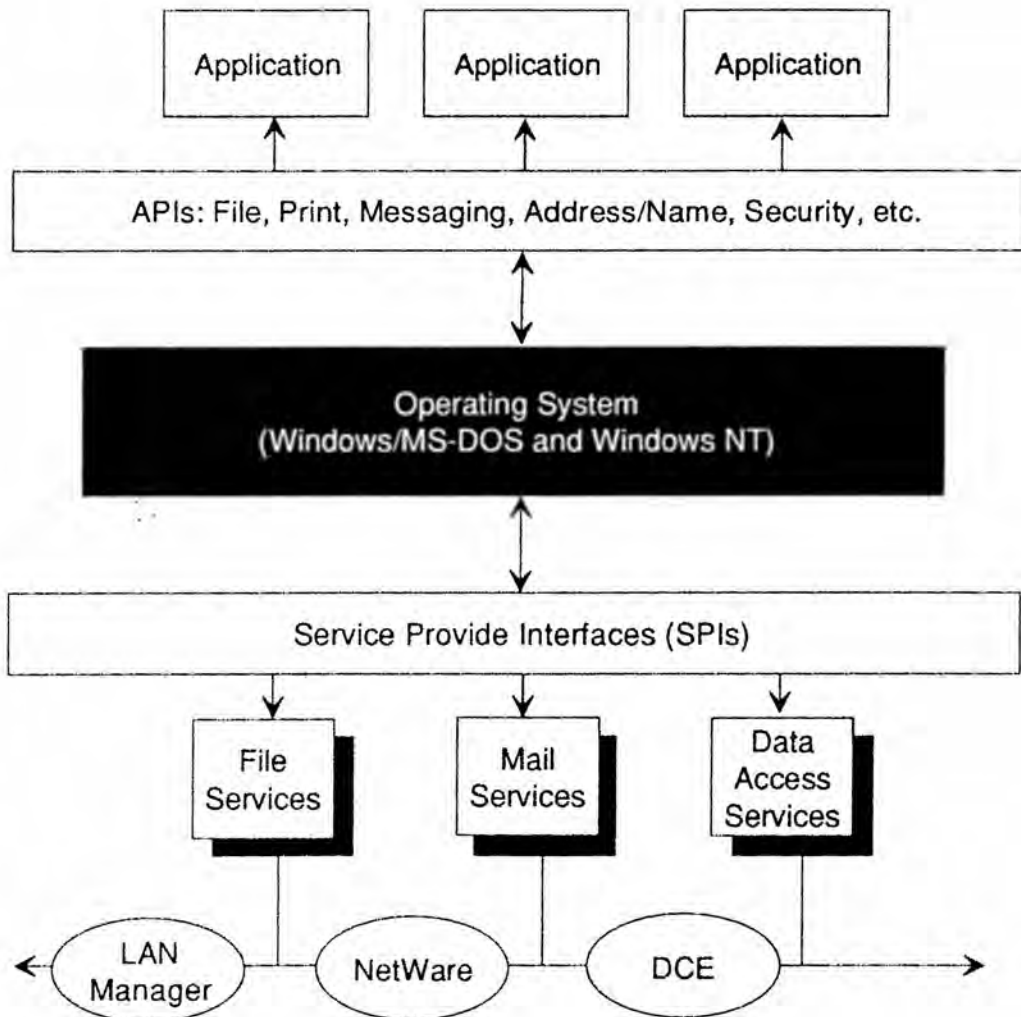 Application
Application
Application
APIs: File, Print, Messaging, Address/Name, Security, etc.
Operating System
(Windows/MS-DOS and Windows NT)
Service Provide Interfaces (SPIs)
File
Services
Mail
Services
Data
Access
Services
LAN
Manager
NetWare
DCE